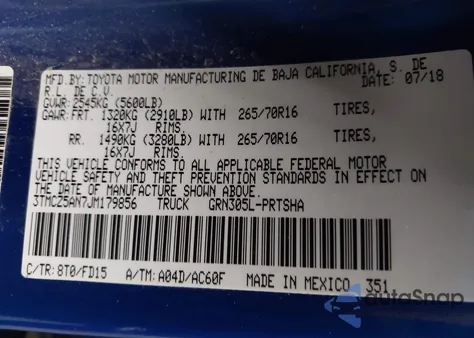 MFD.BY: TOYOTA MOTOR MANUFACTURING DE BAJA CALIFORNIA, S. DE
R.L. DE C.V. 07/18
GVWR: 2545KG (5600LB)
GAWR:FRT. 1320KG (2910LB) WITH 265/70R16 TIRES,
16X7J RIMS.
RR. 1490KG (3280LB) WITH 265/70R16 TIRES,
16X7J RIMS.
THIS VEHICLE CONFORMS TO ALL APPLICABLE FEDERAL MOTOR
VEHICLE SAFETY AND THEFT PREVENTION STANDARDS IN EFFECT ON
THE DATE OF MANUFACTURE SHOWN ABOVE.
3TMCZ5AN7JM179856 TRUCK GRN305L-PRTSHA
C/TR: 8T0/FD15 A/TM: A04D/AC60F MADE IN MEXICO 351
autoSnap